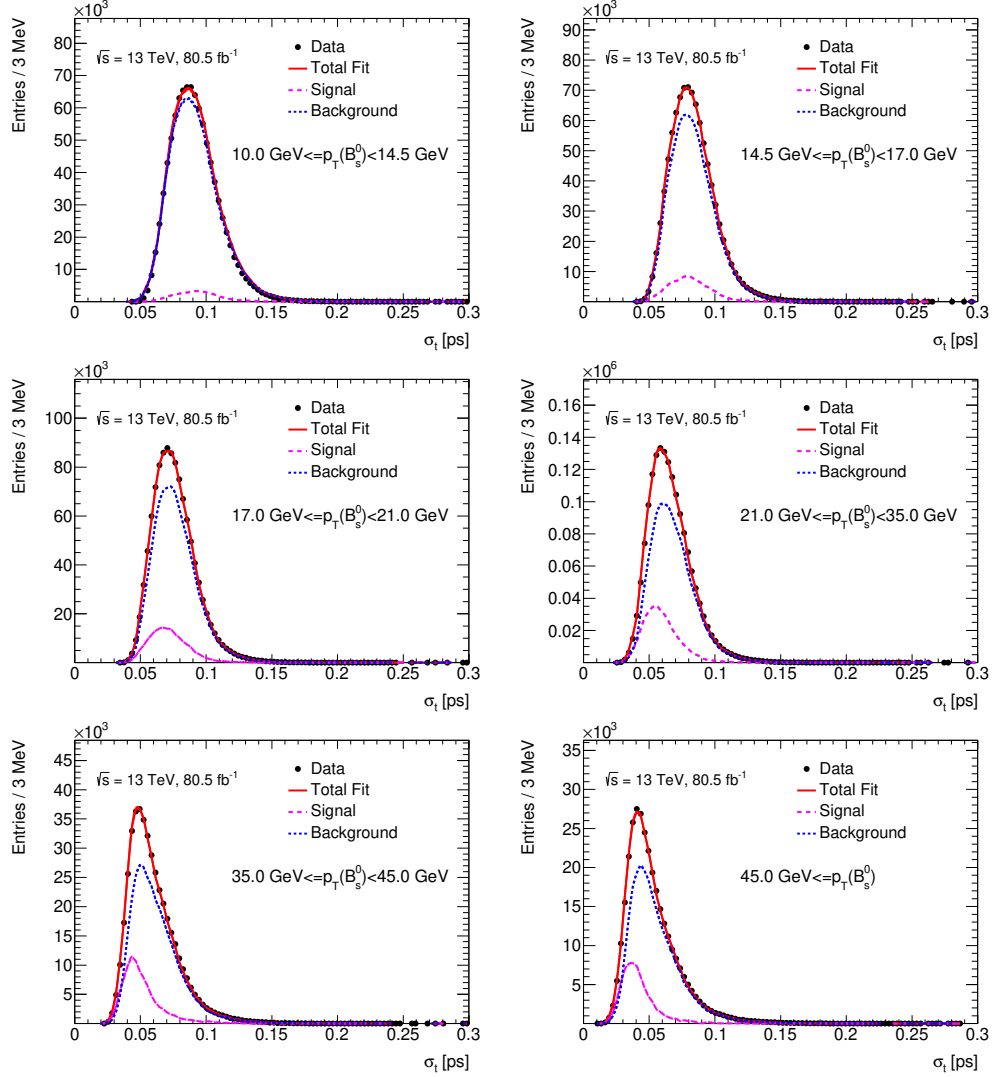 ×10³
Entries / 3 MeV
80
70
60
50
40
30
20
10
0 0.05 0.1 0.15 0.2 0.25 0.3
σt [ps]
√s = 13 TeV, 80.5 fb⁻¹
Data
Total Fit
Signal
Background
10.0 GeV<=p_T(B_s^0)<14.5 GeV
×10³
Entries / 3 MeV
90
80
70
60
50
40
30
20
10
0 0.05 0.1 0.15 0.2 0.25 0.3
σt [ps]
√s = 13 TeV, 80.5 fb⁻¹
Data
Total Fit
Signal
Background
14.5 GeV<=p_T(B_s^0)<17.0 GeV
×10³
Entries / 3 MeV
100
80
60
40
20
0 0.05 0.1 0.15 0.2 0.25 0.3
σt [ps]
√s = 13 TeV, 80.5 fb⁻¹
Data
Total Fit
Signal
Background
17.0 GeV<=p_T(B_s^0)<21.0 GeV
×10⁶
Entries / 3 MeV
0.16
0.14
0.12
0.1
0.08
0.06
0.04
0.02
0 0.05 0.1 0.15 0.2 0.25 0.3
σt [ps]
√s = 13 TeV, 80.5 fb⁻¹
Data
Total Fit
Signal
Background
21.0 GeV<=p_T(B_s^0)<35.0 GeV
×10³
Entries / 3 MeV
45
40
35
30
25
20
15
10
5
0 0.05 0.1 0.15 0.2 0.25 0.3
σt [ps]
√s = 13 TeV, 80.5 fb⁻¹
Data
Total Fit
Signal
Background
35.0 GeV<=p_T(B_s^0)<45.0 GeV
×10³
Entries / 3 MeV
35
30
25
20
15
10
5
0 0.05 0.1 0.15 0.2 0.25 0.3
σt [ps]
√s = 13 TeV, 80.5 fb⁻¹
Data
Total Fit
Signal
Background
45.0 GeV<=p_T(B_s^0)